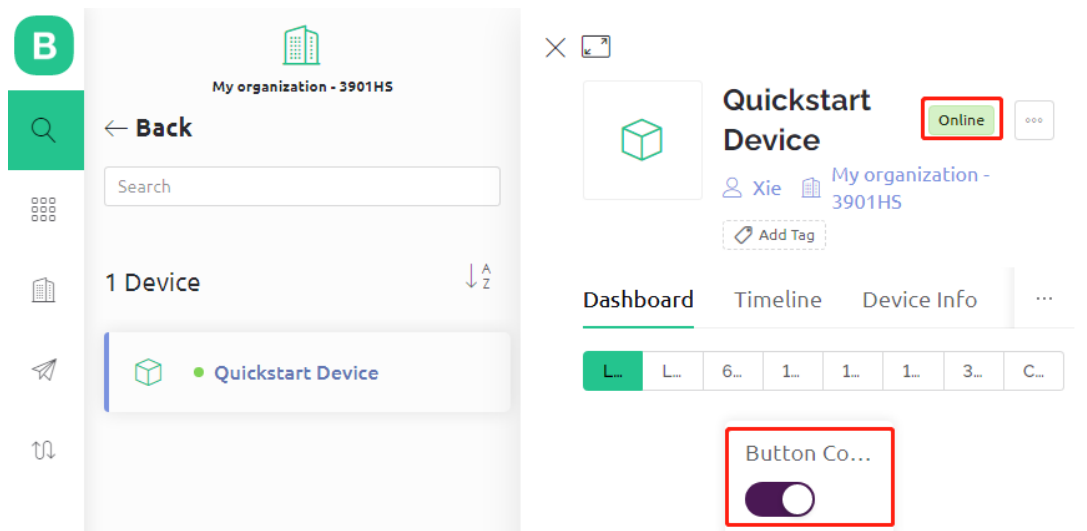 B
My organization - 3901HS
← Back
Search
1 Device
A
Z
Quickstart Device
Quickstart
Device
Online
Xie
My organization -
3901HS
Add Tag
Dashboard Timeline Device Info ...
L... L... 6... 1... 1... 1... 3... C...
Button Co...